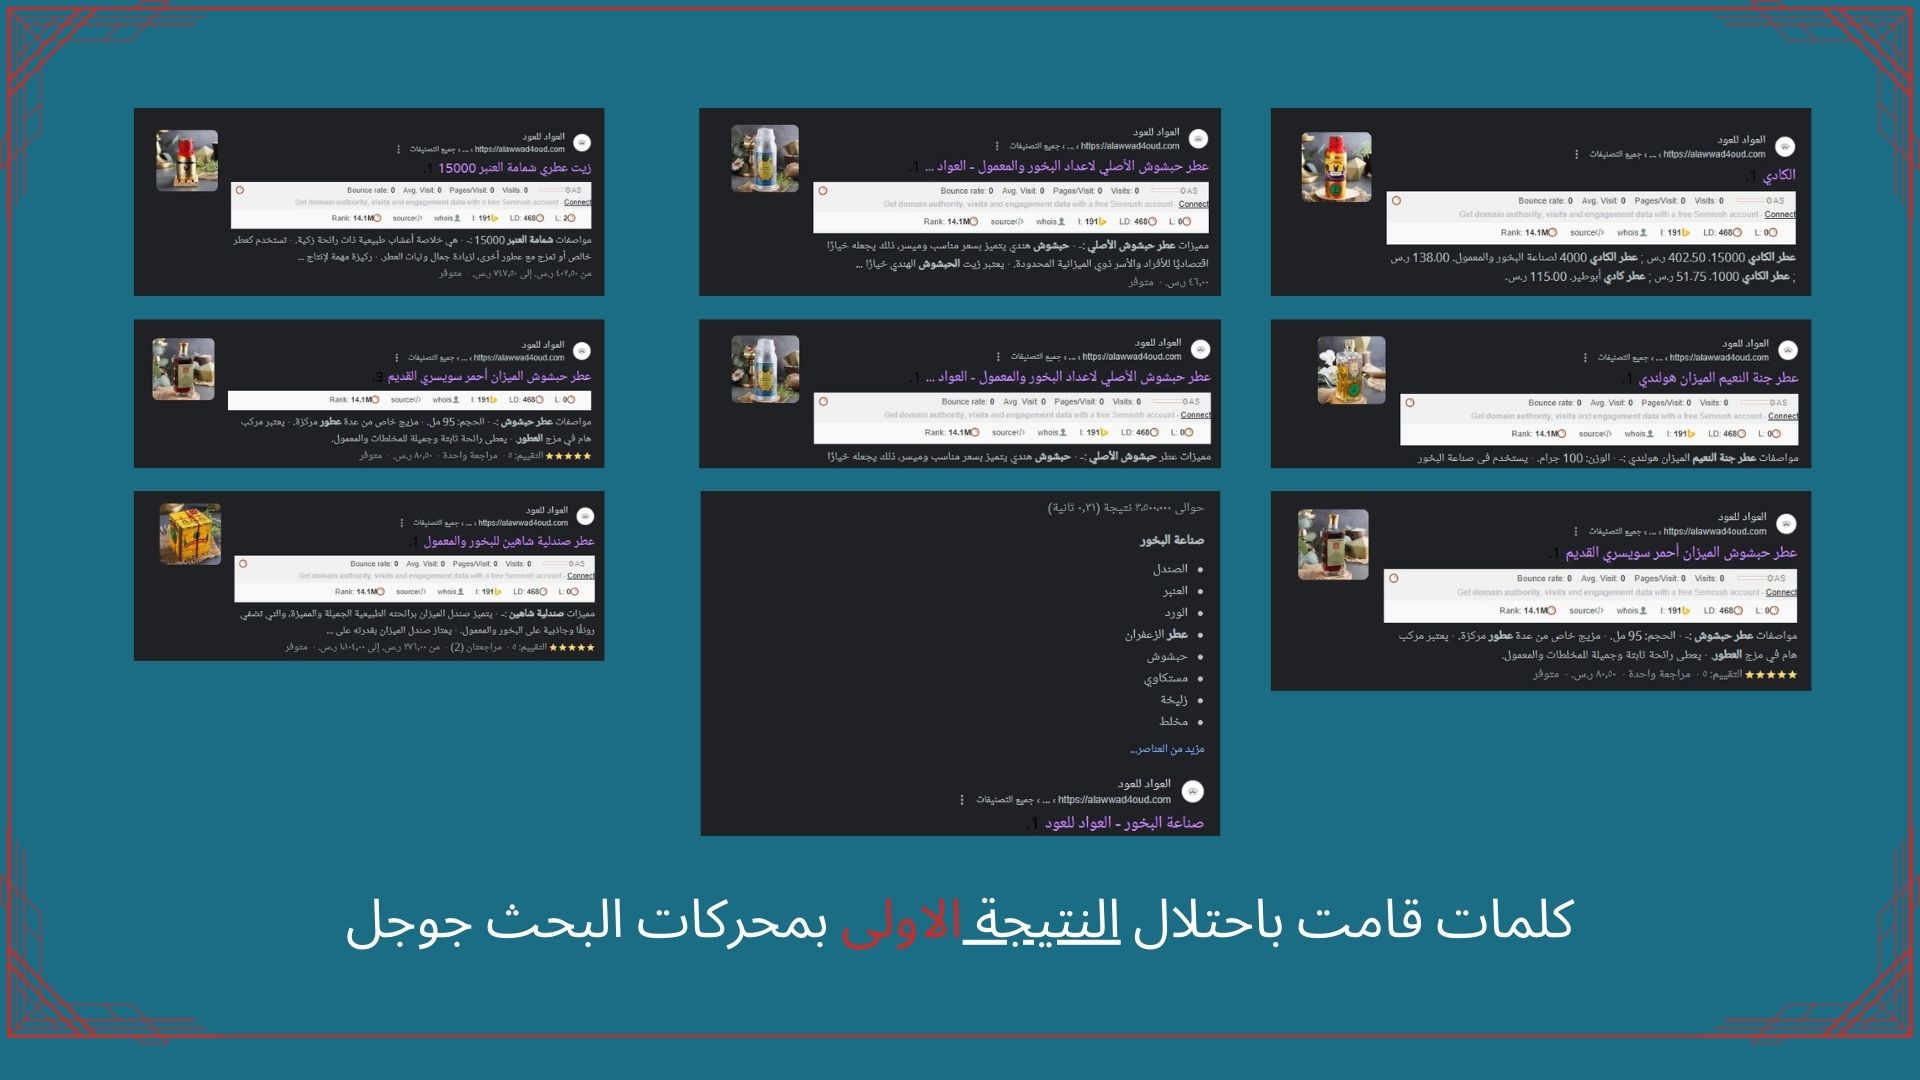 العواد للعود
https://alawwad4oud.com › ... › جميع التصنيفات
الكادي .1
Bounce rate: 0 Avg. Visit: 0 Pages/Visit: 0 Visits: 0 0 AS
Get domain authority, visits and engagement data with a free Semrush account - Connect
Rank: 14.1M source</> whois I: 191 LD: 468 L: 0
عطر الكادي 15000. 402.50 ر.س ; عطر الكادي 4000 لصناعة البخور والمعمول. 138.00 ر.س
; عطر الكادي 1000. 51.75 ر.س ; عطر كادي أبوطير. 115.00 ر.س.
العواد للعود
https://alawwad4oud.com › ... › جميع التصنيفات
عطر حبشوش الأصلي لاعداد البخور والمعمول - العواد ... .1
Bounce rate: 0 Avg. Visit: 0 Pages/Visit: 0 Visits: 0 0 AS
Get domain authority, visits and engagement data with a free Semrush account - Connect
Rank: 14.1M source</> whois I: 191 LD: 468 L: 0
مميزات عطر حبشوش الأصلي :- · حبشوش هندي يتميز بسعر مناسب وميسر، ذلك يجعله خيارًا
اقتصاديًا للأفراد والأسر ذوي الميزانية المحدودة. · يعتبر زيت الحبشوش الهندي خيارًا ...
٤٦٫٠٠ ر.س. · متوفر
العواد للعود
https://alawwad4oud.com › ... › جميع التصنيفات
زيت عطري شمامة العنبر 15000 .1
Bounce rate: 0 Avg. Visit: 0 Pages/Visit: 0 Visits: 0 0 AS
Get domain authority, visits and engagement data with a free Semrush account - Connect
Rank: 14.1M source</> whois I: 191 LD: 468 L: 2
مواصفات شمامة العنبر 15000 :- · هي خلاصة أعشاب طبيعية ذات رائحة زكية. · تستخدم كعطر
خالص أو تمزج مع عطور أخرى، لزيادة جمال وثبات العطر. · ركيزة مهمة لإنتاج ...
من ٤٠٢٫٥٠ ر.س. إلى ٧٤٧٫٥٠ ر.س. · متوفر
العواد للعود
https://alawwad4oud.com › ... › جميع التصنيفات
عطر جنة النعيم الميزان هولندي .1
Bounce rate: 0 Avg. Visit: 0 Pages/Visit: 0 Visits: 0 0 AS
Get domain authority, visits and engagement data with a free Semrush account - Connect
Rank: 14.1M source</> whois I: 191 LD: 468 L: 0
مواصفات عطر جنة النعيم الميزان هولندي :- · الوزن: 100 جرام. · يستخدم في صناعة البخور
العواد للعود
https://alawwad4oud.com › ... › جميع التصنيفات
عطر حبشوش الأصلي لاعداد البخور والمعمول - العواد ... .1
Bounce rate: 0 Avg. Visit: 0 Pages/Visit: 0 Visits: 0 0 AS
Get domain authority, visits and engagement data with a free Semrush account - Connect
Rank: 14.1M source</> whois I: 191 LD: 468 L: 0
مميزات عطر حبشوش الأصلي :- · حبشوش هندي يتميز بسعر مناسب وميسر، ذلك يجعله خيارًا
العواد للعود
https://alawwad4oud.com › ... › جميع التصنيفات
عطر حبشوش الميزان أحمر سويسري القديم .3
Rank: 14.1M source</> whois I: 191 LD: 468 L: 0
مواصفات عطر حبشوش :- · الحجم: 95 مل. · مزيج خاص من عدة عطور مركزة. · يعتبر مركب
هام في مزج العطور. · يعطى رائحة ثابتة وجميلة للمخلطات والمعمول.
★★★★★ التقييم: ٥ · مراجعة واحدة · ٨٠٫٥٠ ر.س. · متوفر
العواد للعود
https://alawwad4oud.com › ... › جميع التصنيفات
عطر حبشوش الميزان أحمر سويسري القديم .1
Bounce rate: 0 Avg. Visit: 0 Pages/Visit: 0 Visits: 0 0 AS
Get domain authority, visits and engagement data with a free Semrush account - Connect
Rank: 14.1M source</> whois I: 191 LD: 468 L: 0
مواصفات عطر حبشوش :- · الحجم: 95 مل. · مزيج خاص من عدة عطور مركزة. · يعتبر مركب
هام في مزج العطور. · يعطى رائحة ثابتة وجميلة للمخلطات والمعمول.
★★★★★ التقييم: ٥ · مراجعة واحدة · ٨٠٫٥٠ ر.س. · متوفر
حوالى ٣٬٥٠٠٬٠٠٠ نتيجة (٠٫٣١ ثانية)
صناعة البخور
• الصندل
• العنبر
• الورد
• عطر الزعفران
• حبشوش
• مستكاوي
• زليخة
• مخلط
مزيد من العناصر...
العواد للعود
https://alawwad4oud.com › ... › جميع التصنيفات
صناعة البخور - العواد للعود .1
العواد للعود
https://alawwad4oud.com › ... › جميع التصنيفات
عطر صندلية شاهين للبخور والمعمول .1
Bounce rate: 0 Avg. Visit: 0 Pages/Visit: 0 Visits: 0 0 AS
Get domain authority, visits and engagement data with a free Semrush account - Connect
Rank: 14.1M source</> whois I: 191 LD: 468 L: 0
مميزات صندلية شاهين :- · يتميز صندل الميزان برائحته الطبيعية الجميلة والمميزة، والتي تضفي
رونقًا وجاذبية على البخور والمعمول. · يمتاز صندل الميزان بقدرته على ...
★★★★★ التقييم: ٥ · مراجعتان (2) · من ٢٧٦٫٠٠ ر.س. إلى ١٬١٠٤٫٠٠ ر.س. · متوفر
كلمات قامت باحتلال النتيجة الاولى بمحركات البحث جوجل